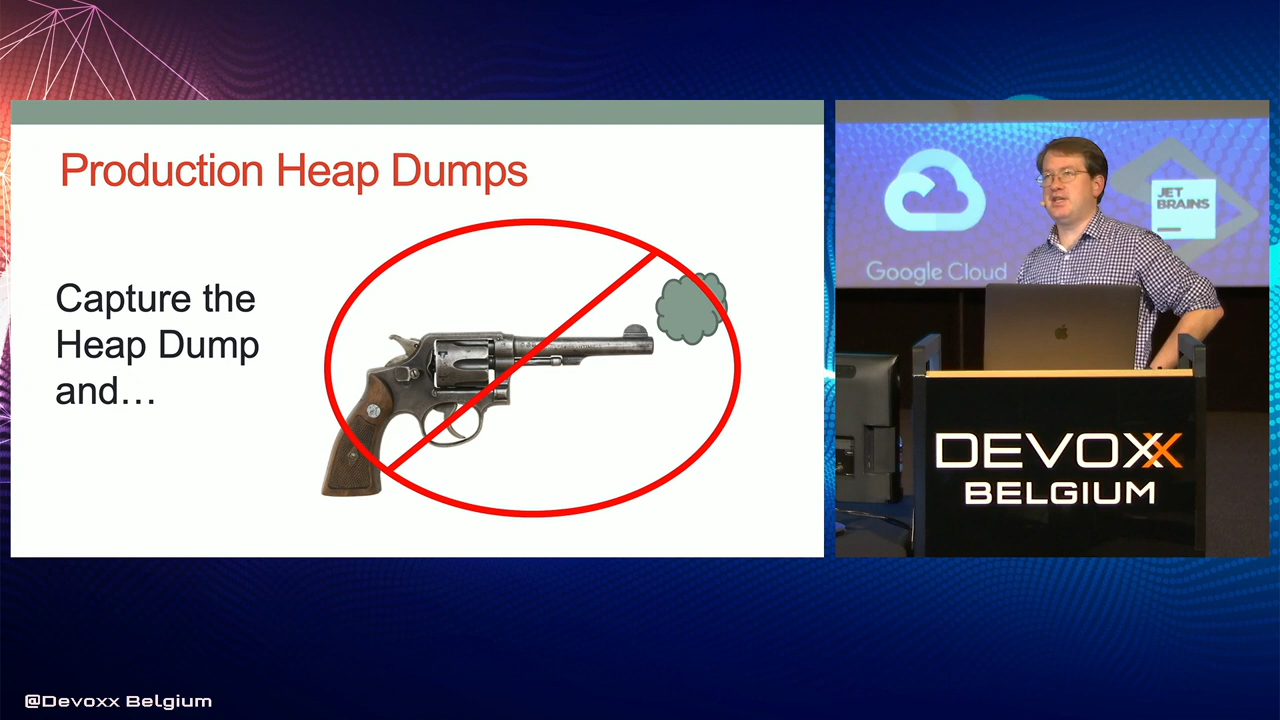 Production Heap Dumps
Capture the
Heap Dump
and…
Google Cloud
JET
BRAINS
DEVOXX
BELGIUM
@Devoxx Belgium